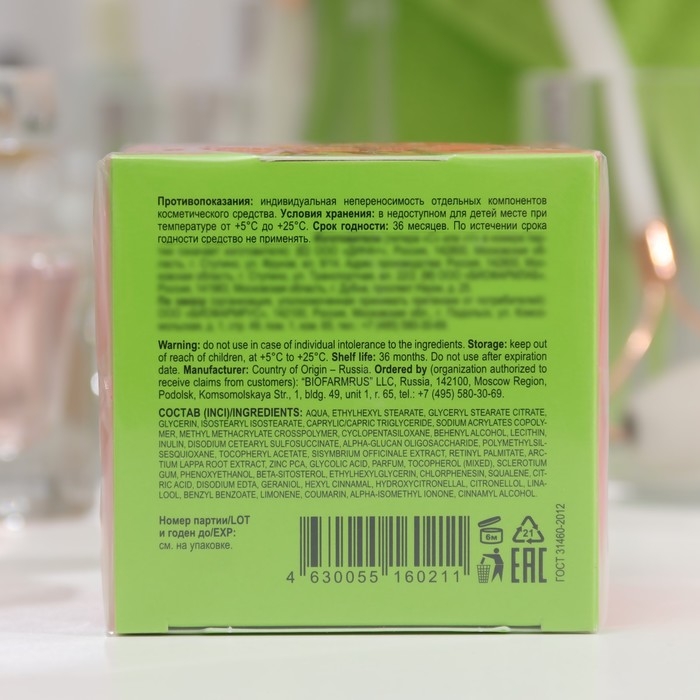 Противопоказания: индивидуальная непереносимость отдельных компонентов
косметического средства. Условия хранения: в недоступном для детей месте при
температуре от +5°C до +25°C. Срок годности: 36 месяцев. По истечении срока
годности средство не применять.
Warning: do not use in case of individual intolerance to the ingredients. Storage: keep out
of reach of children, at +5°C to +25°C. Shelf life: 36 months. Do not use after expiration
date. Manufacturer: Country of Origin – Russia. Ordered by (organization authorized to
receive claims from customers): "BIOFARMRUS" LLC, Russia, 142100, Moscow Region,
Podolsk, Komsomolskaya Str., 1, bldg. 49, unit 1, r. 65, tel.: +7 (495) 580-30-69.
СОСТАВ (INCI)/INGREDIENTS: AQUA, ETHYLHEXYL STEARATE, GLYCERYL STEARATE CITRATE,
GLYCERIN, ISOSTEARYL ISOSTEARATE, CAPRYLIC/CAPRIC TRIGLYCERIDE, SODIUM ACRYLATES COPOLY-
MER, METHYL METHACRYLATE CROSSPOLYMER, CYCLOPENTASILOXANE, BEHENYL ALCOHOL, LECITHIN,
INULIN, DISODIUM CETEARYL SULFOSUCCINATE, ALPHA-GLUCAN OLIGOSACCHARIDE, POLYMETHYLSIL-
SESQUIOXANE, TOCOPHERYL ACETATE, SISYMBRIUM OFFICINALE EXTRACT, RETINYL PALMITATE, ARC-
TIUM LAPPA ROOT EXTRACT, ZINC PCA, GLYCOLIC ACID, PARFUM, TOCOPHEROL (MIXED), SCLEROTIUM
GUM, PHENOXYETHANOL, BETA-SITOSTEROL, ETHYLHEXYLGLYCERIN, CHLORPHENESIN, SQUALENE, CIT-
RIC ACID, DISODIUM EDTA, GERANIOL, HEXYL CINNAMAL, HYDROXYCITRONELLAL, CITRONELLOL, LINA-
LOOL, BENZYL BENZOATE, LIMONENE, COUMARIN, ALPHA-ISOMETHYL IONONE, CINNAMYL ALCOHOL.
Номер партии/LOT
и годен до/EXP:
см. на упаковке.
4 630055 160211
6м
21
EAC
ГОСТ 31460-2012